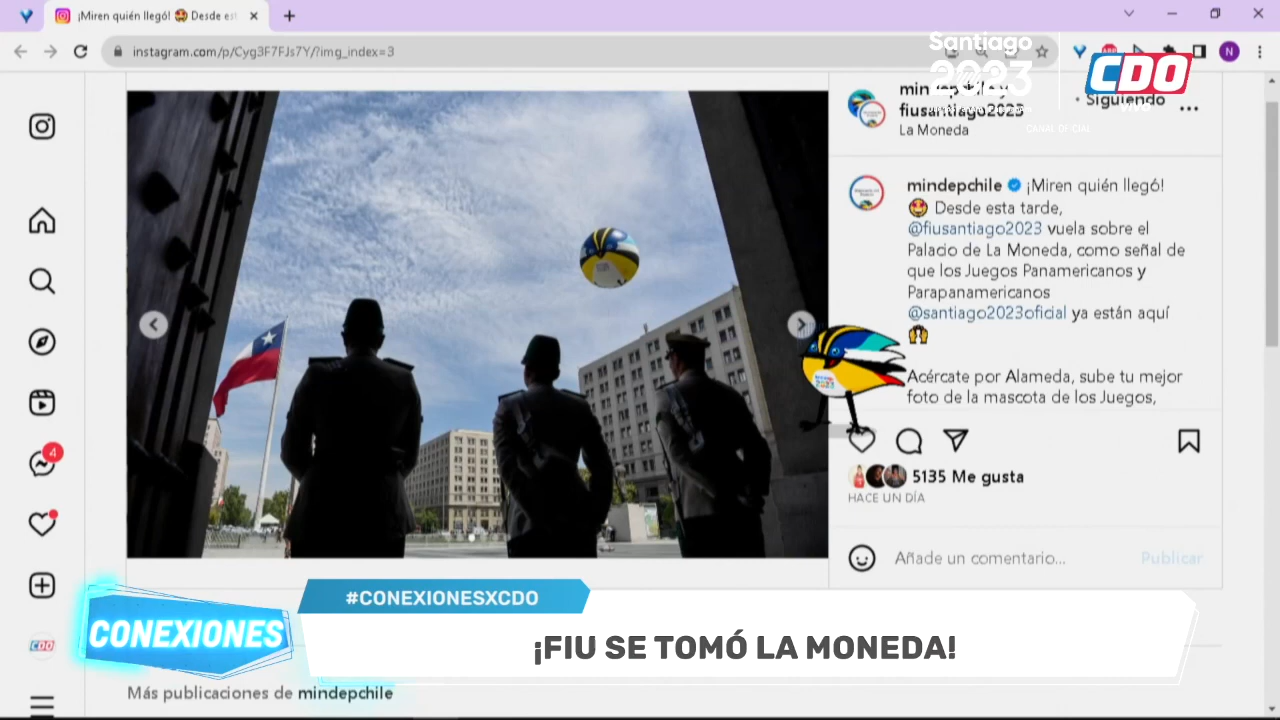 ¡Miren quién llegó! 🤩 Desde est
instagram.com/p/Cyg3F7FJs7Y/?img_index=3
N
Santiago
2023
CDO
CANAL OFICIAL
mindepchile y
fiusantiago2023
• Siguiendo
La Moneda
mindepchile ¡Miren quién llegó!
🤩 Desde esta tarde,
@fiusantiago2023 vuela sobre el
Palacio de La Moneda, como señal de
que los Juegos Panamericanos y
Parapanamericanos
@santiago2023oficial ya están aquí
🙌
Acércate por Alameda, sube tu mejor
foto de la mascota de los Juegos,
4
5135 Me gusta
HACE UN DÍA
Añade un comentario...
Publicar
#CONEXIONESXCDO
CONEXIONES
¡FIU SE TOMÓ LA MONEDA!
CDO
Más publicaciones de mindepchile